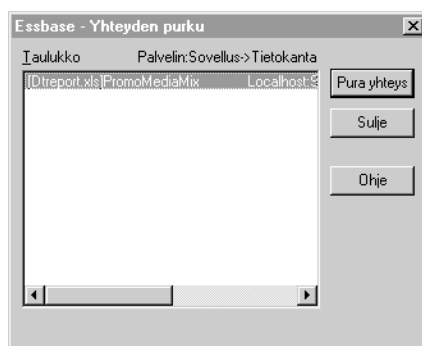 Essbase - Yhteyden purku
Taulukko Palvelin:Sovellus->Tietokanta
[Dtreport.xls]PromoMediaMix Localhost:
Pura yhteys
Sulje
Ohje